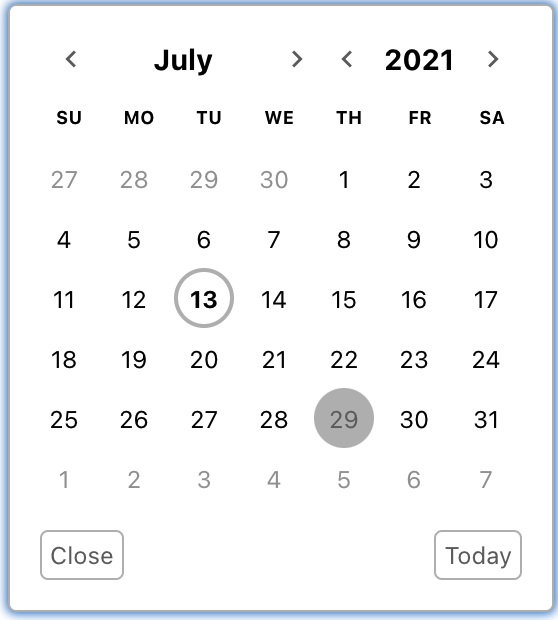 July 2021
SU MO TU WE TH FR SA
27 28 29 30 1 2 3
4 5 6 7 8 9 10
11 12 13 14 15 16 17
18 19 20 21 22 23 24
25 26 27 28 29 30 31
1 2 3 4 5 6 7
Close Today